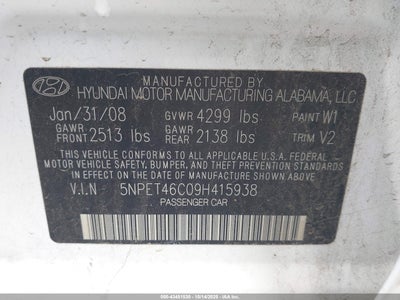 MANUFACTURED BY
HYUNDAI MOTOR MANUFACTURING ALABAMA, LLC
Jan/31/08 GVWR 4299 lbs PAINT W1
GAWR FRONT 2513 lbs GAWR REAR 2138 lbs TRIM V2
THIS VEHICLE CONFORMS TO ALL APPLICABLE
U.S. FEDERAL MOTOR VEHICLE SAFETY, BUMPER, AND THEFT PREVENTION
STANDARDS IN EFFECT ON THE DATE OF MANUFACTURE SHOWN ABOVE.
V.I.N 5NPET46C09H415938
PASSENGER CAR